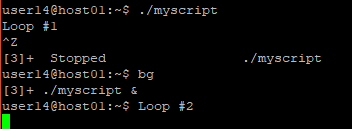 user14@host01:~$ ./myscript
Loop #1
^Z
[3]+  Stopped                 ./myscript
user14@host01:~$ bg
[3]+ ./myscript &
user14@host01:~$ Loop #2